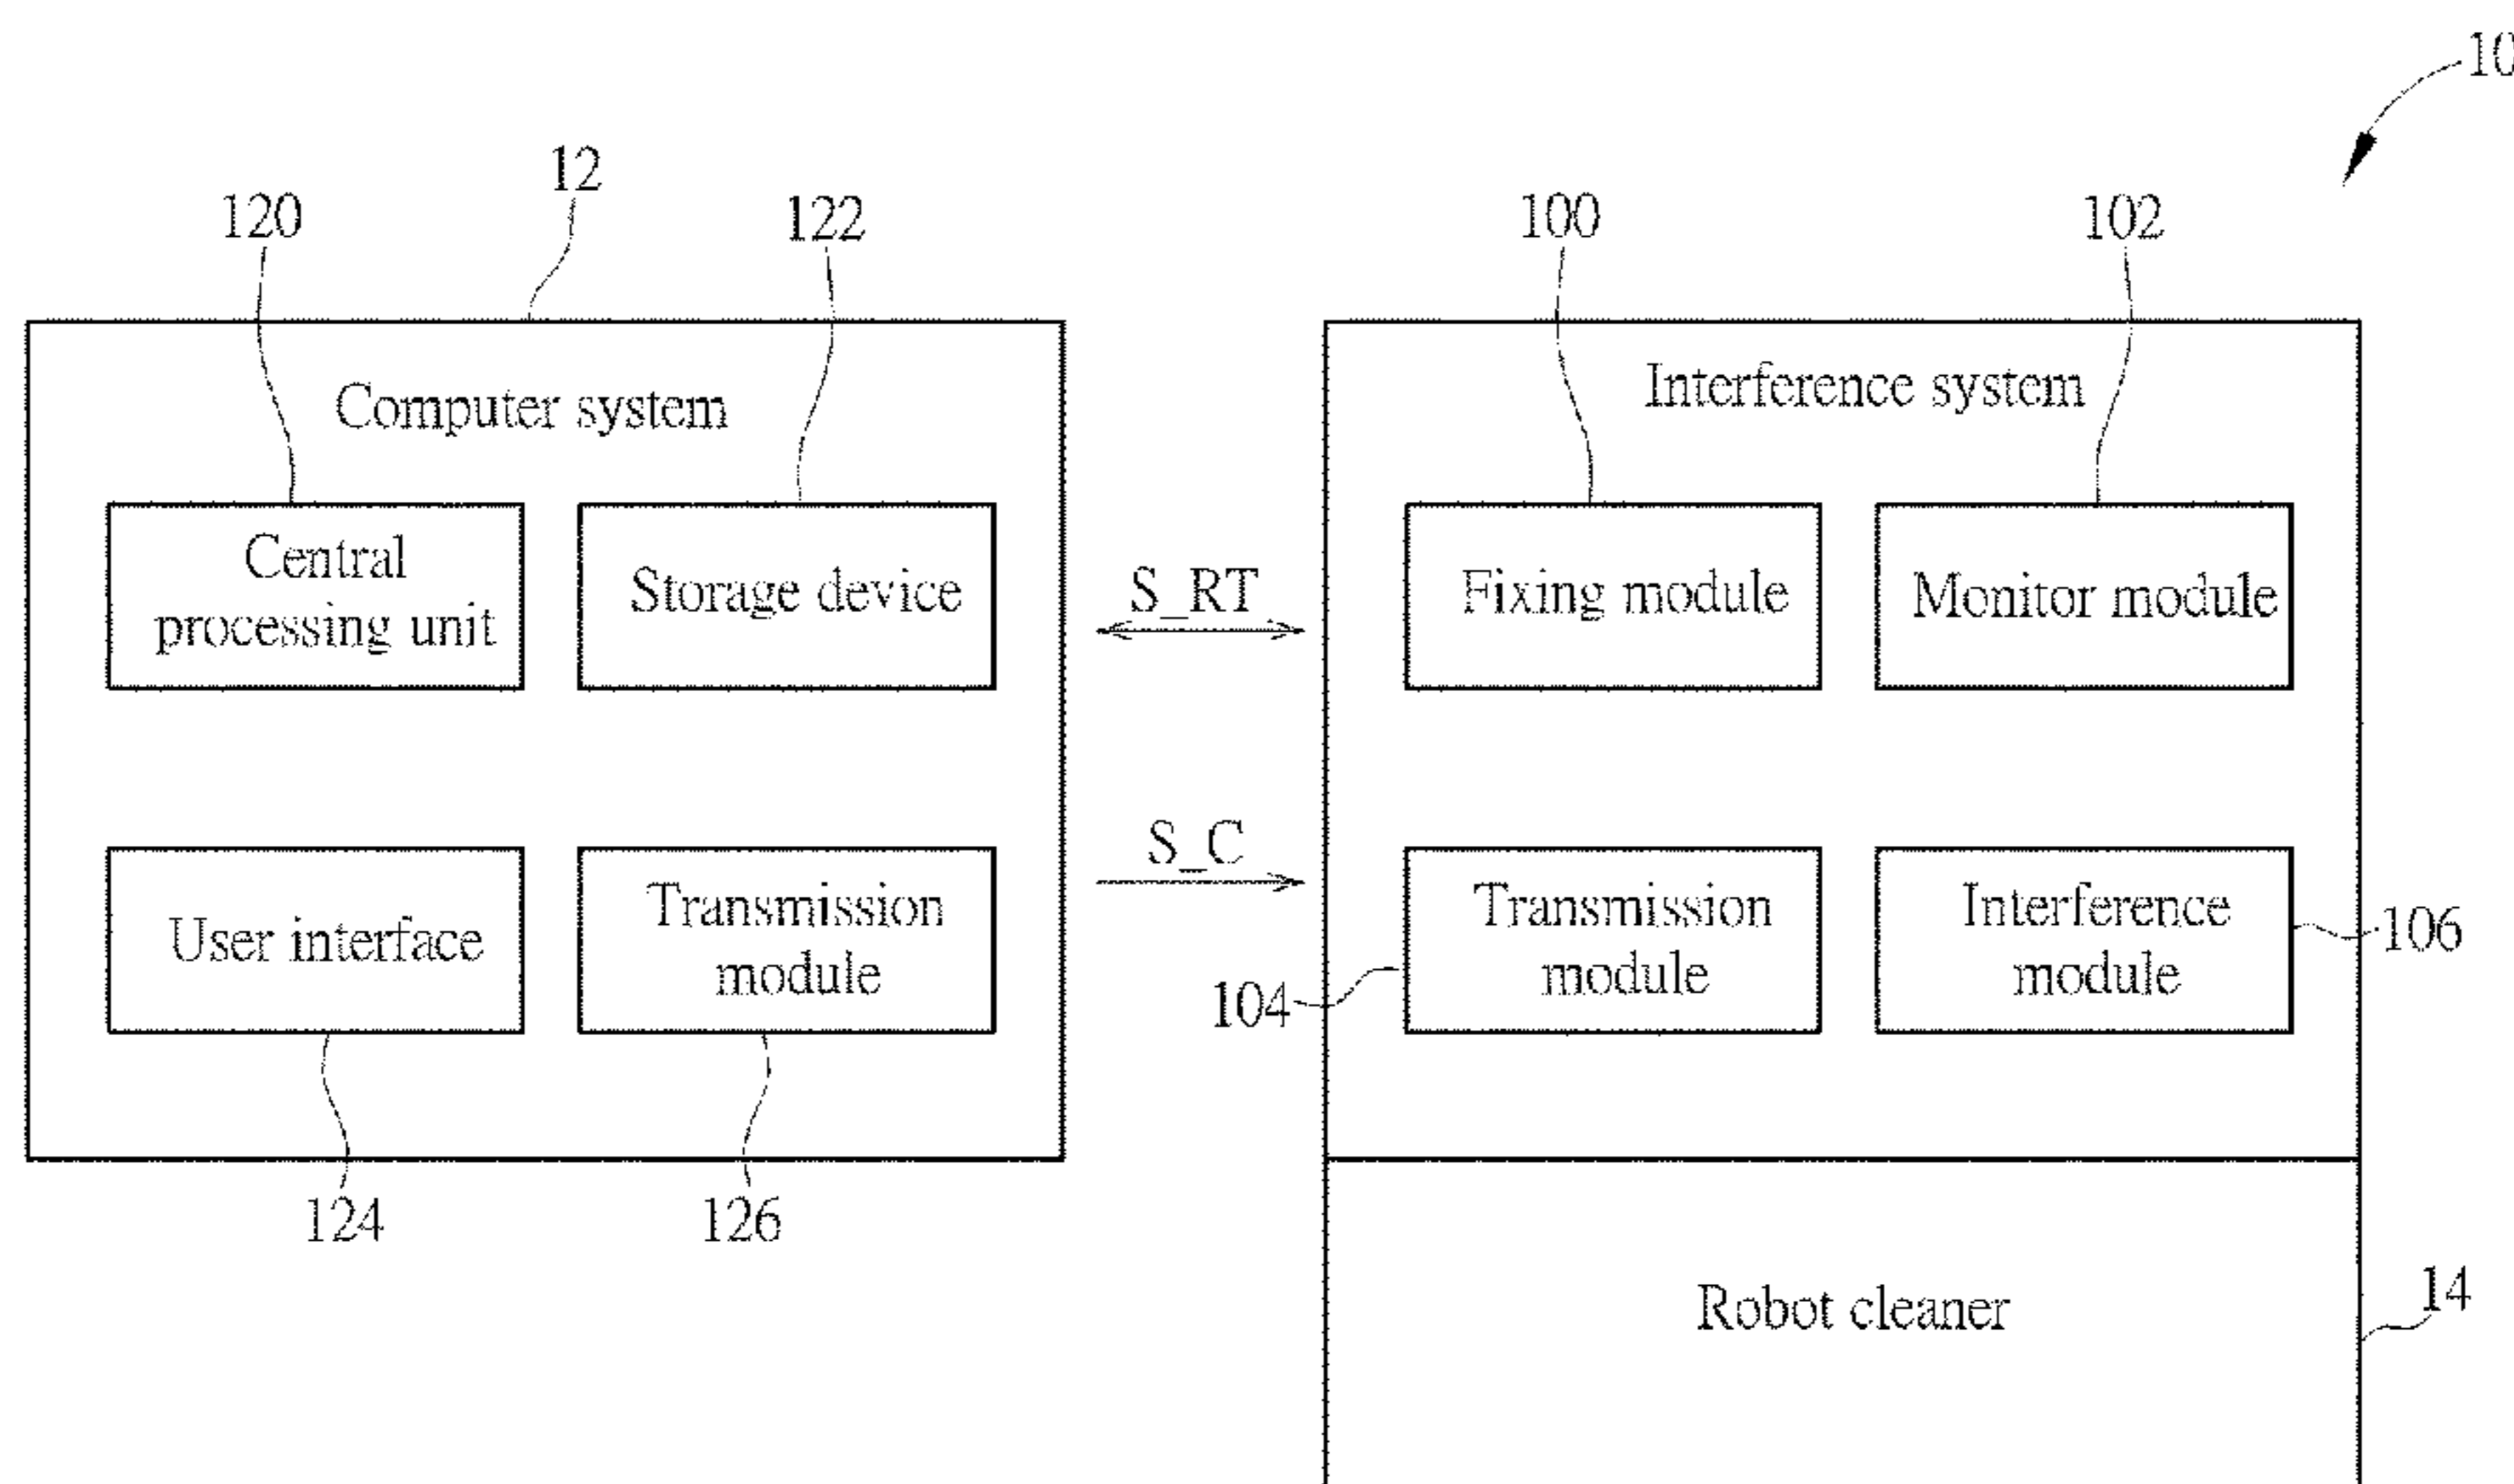 10
12
120
122
100
102
Computer system
Interference system
Central
processing unit
Storage device
S_RT
Fixing module
Monitor module
S_C
User interface
Transmission
module
Transmission
module
Interference
module
104
106
124
126
Robot cleaner
14